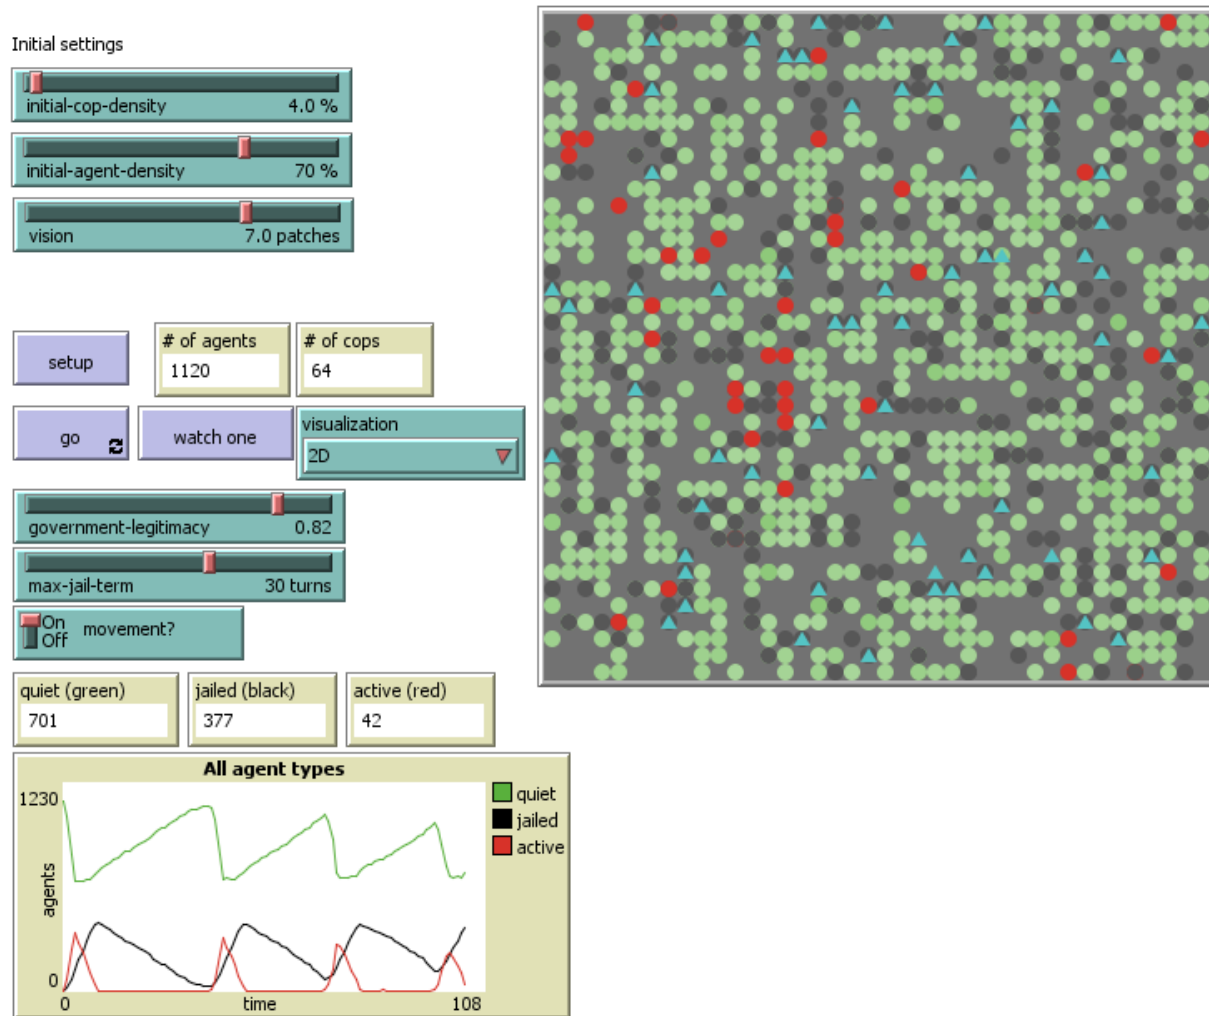 Initial settings
initial-cop-density 4.0 %
initial-agent-density 70 %
vision 7.0 patches
setup
# of agents
1120
# of cops
64
go
watch one
visualization
2D
government-legitimacy 0.82
max-jail-term 30 turns
On
Off
movement?
quiet (green)
701
jailed (black)
377
active (red)
42
All agent types
1230
agents
0
0
time
108
quiet
jailed
active